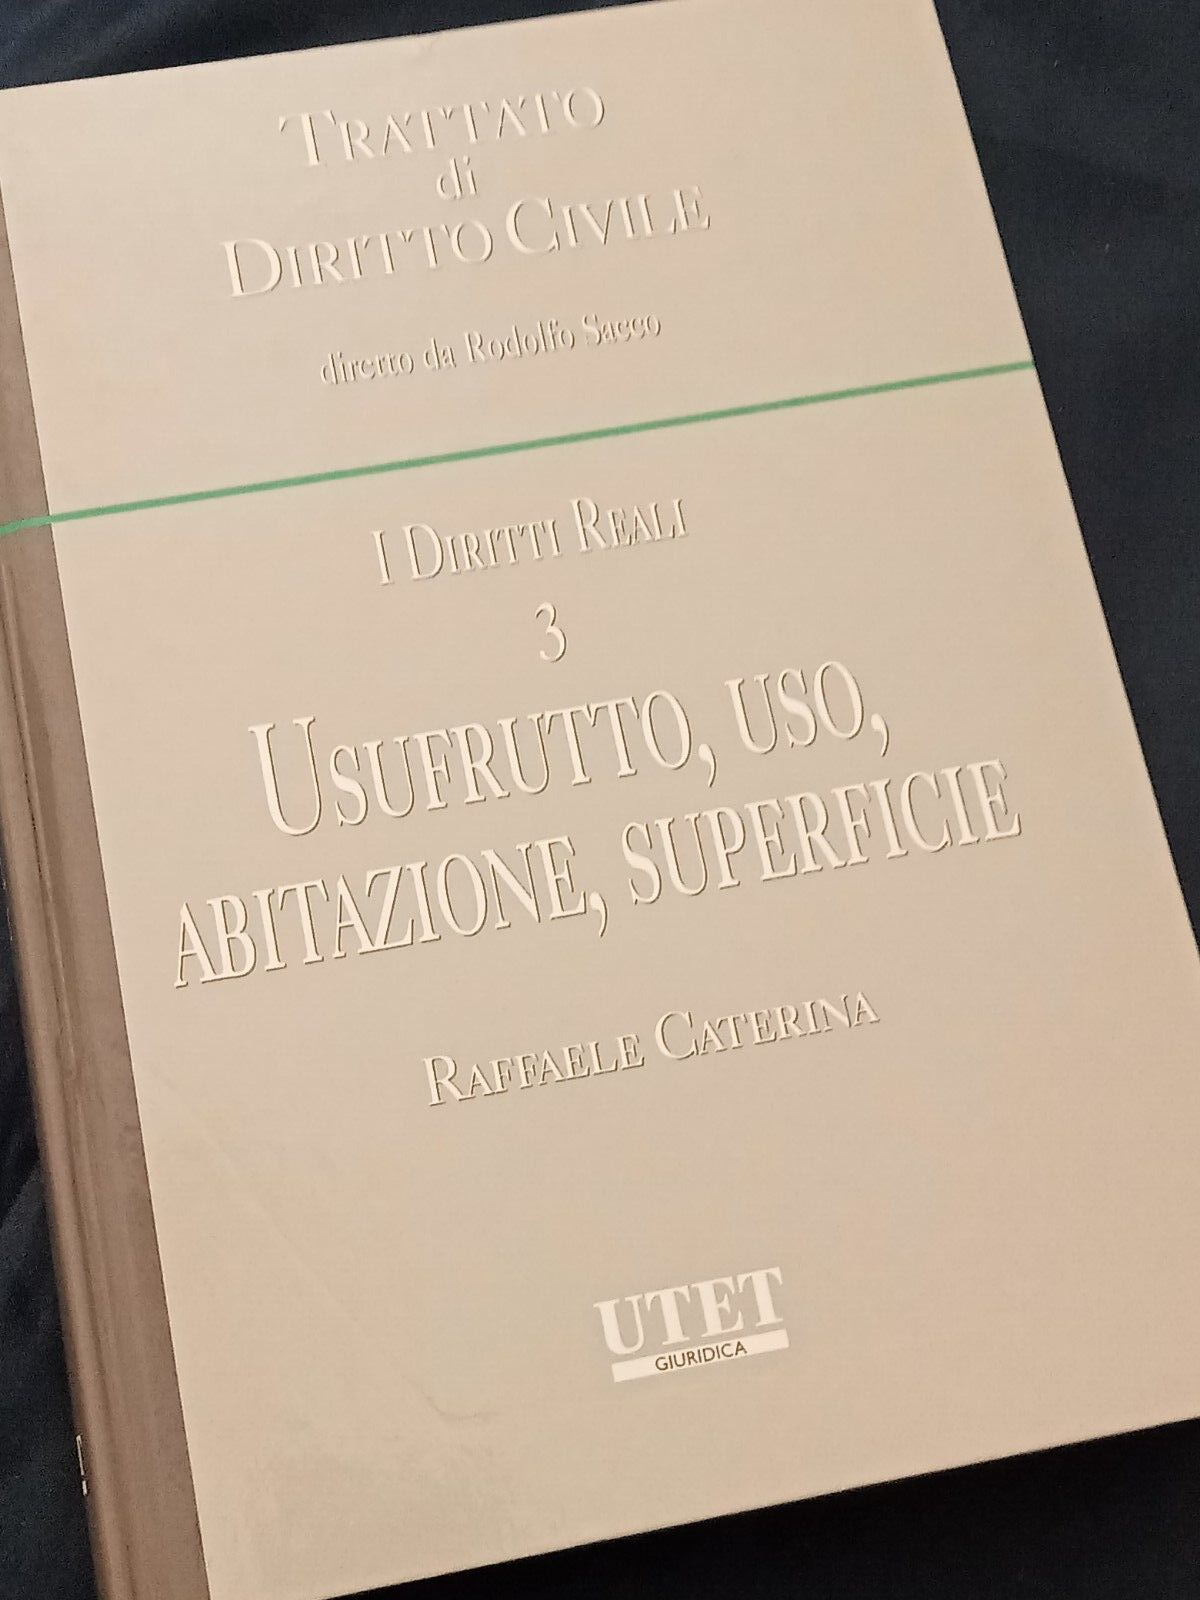 TRATTATO
di
DIRITTO CIVILE
diretto da Rodolfo Sacco
I DIRITTI REALI
3
USUFRUTTO, USO,
ABITAZIONE, SUPERFICIE
RAFFAELE CATERINA
UTET
GIURIDICA